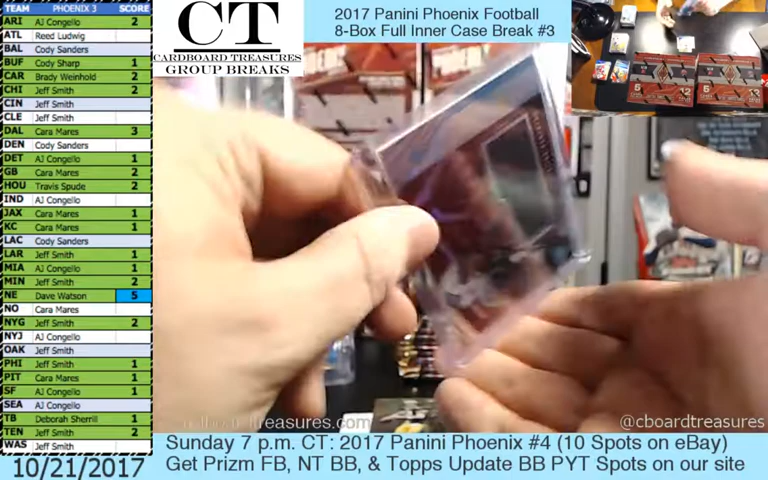 TEAM PHOENIX 3 SCORE
ARI AJ Congello 2
ATL Reed Ludwig
BAL Cody Sanders
BUF Cody Sharp 1
CAR Brady Weinhold 2
CHI Jeff Smith 2
CIN Jeff Smith
CLE Jeff Smith
DAL Cara Mares 3
DEN Cody Sanders
DET AJ Congello 1
GB Cara Mares 2
HOU Travis Spude 2
IND AJ Congello
JAX Cara Mares 1
KC Cara Mares 1
LAC Cody Sanders
LAR Jeff Smith 1
MIA AJ Congello 1
MIN Jeff Smith 2
NE Dave Watson 5
NO Cara Mares
NYG Jeff Smith 2
NYJ AJ Congello
OAK Jeff Smith
PHI Jeff Smith 1
PIT Cara Mares 1
SF AJ Congello 1
SEA AJ Congello
TB Deborah Sherrill 1
TEN Jeff Smith 2
WAS Jeff Smith
10/21/2017
CT
CARDBOARD TREASURES
GROUP BREAKS
2017 Panini Phoenix Football
8-Box Full Inner Case Break #3
@cboardtreasures
Sunday 7 p.m. CT: 2017 Panini Phoenix #4 (10 Spots on eBay)
Get Prizm FB, NT BB, & Topps Update BB PYT Spots on our site